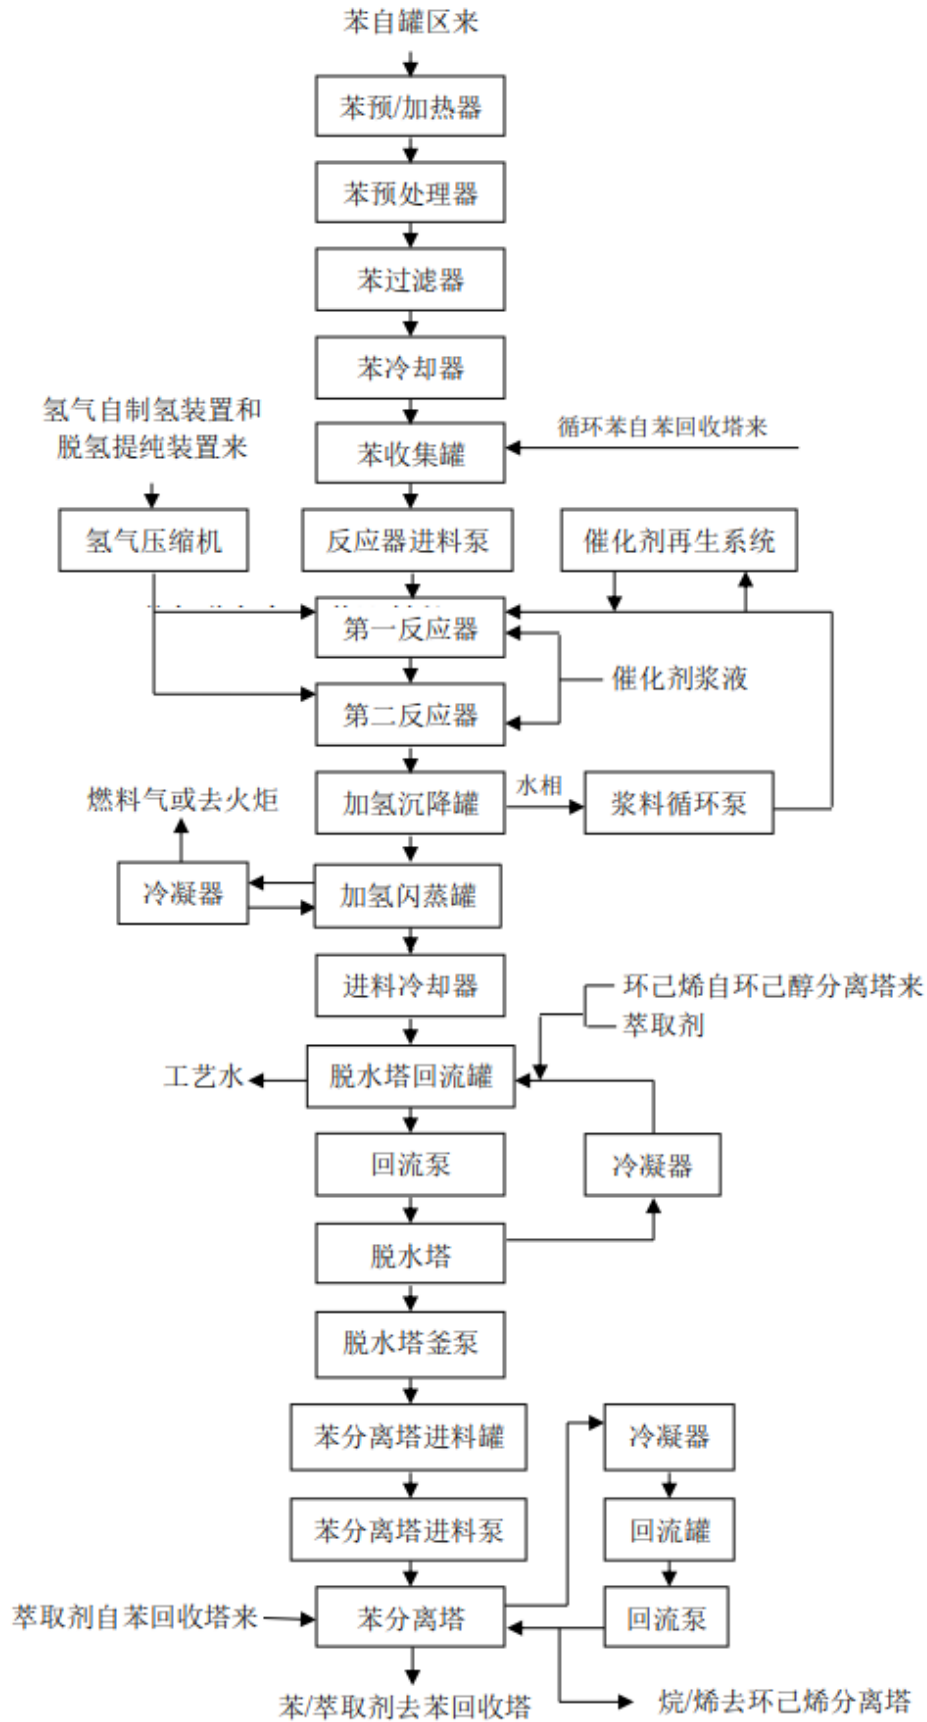 苯自罐区来
苯预/加热器
苯预处理器
苯过滤器
苯冷却器
氢气自制氢装置和
脱氢提纯装置来
循环苯自苯回收塔来
苯收集罐
氢气压缩机
反应器进料泵
催化剂再生系统
第一反应器
催化剂浆液
第二反应器
燃料气或去火炬
加氢沉降罐
水相
浆料循环泵
冷凝器
加氢闪蒸罐
进料冷却器
环己烯自环己醇分离塔来
萃取剂
工艺水
脱水塔回流罐
回流泵
冷凝器
脱水塔
脱水塔釜泵
苯分离塔进料罐
冷凝器
苯分离塔进料泵
回流罐
萃取剂自苯回收塔来
苯分离塔
回流泵
苯/萃取剂去苯回收塔
烷/烯去环己烯分离塔